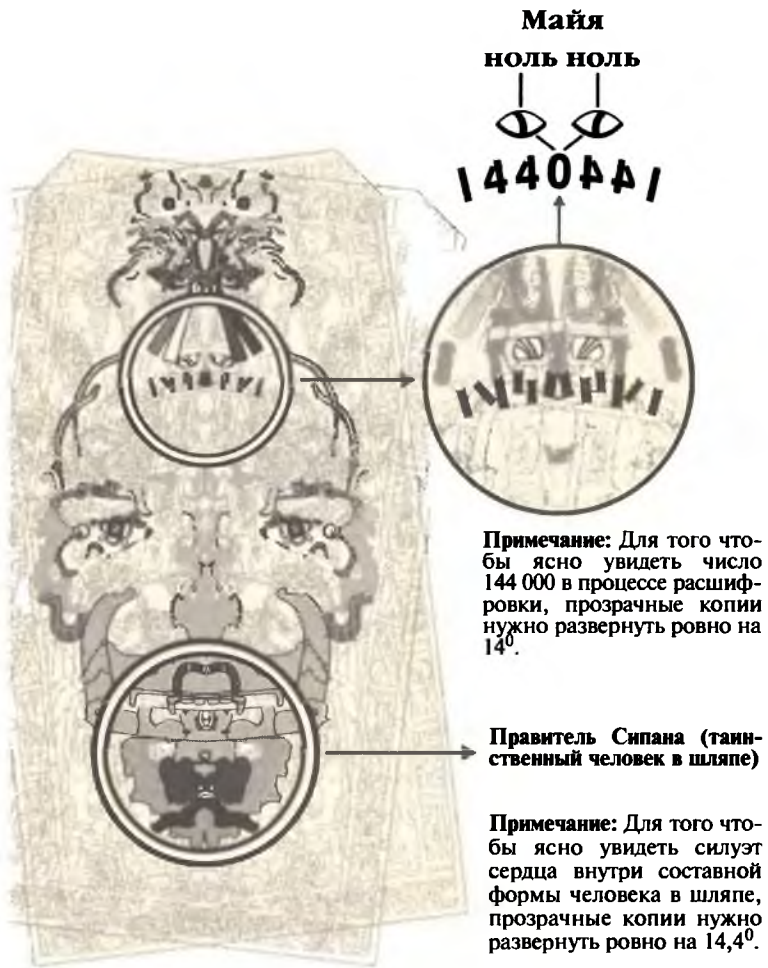 Майя
ноль ноль
144044I
Примечание: Для того что-
бы ясно увидеть число
144 000 в процессе расшиф-
ровки, прозрачные копии
нужно развернуть ровно на
14⁰.
Правитель Сипана (таин-
ственный человек в шляпе)
Примечание: Для того что-
бы ясно увидеть силуэт
сердца внутри составной
формы человека в шляпе,
прозрачные копии нужно
развернуть ровно на 14,4⁰.